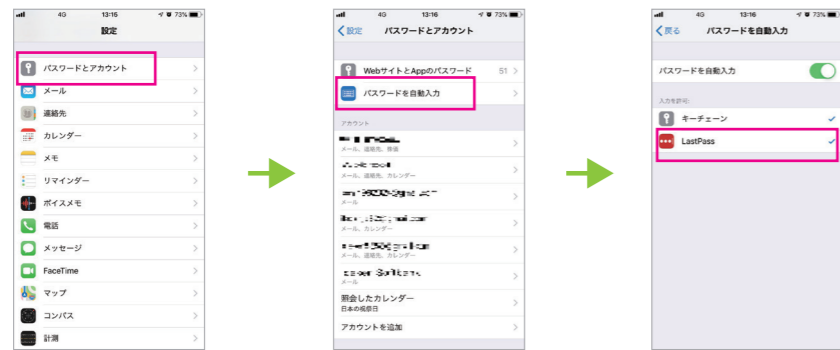 4G 13:15 73%
設定
パスワードとアカウント
メール
連絡先
カレンダー
メモ
リマインダー
ボイスメモ
電話
メッセージ
FaceTime
マップ
コンパス
計測
4G 13:16 73%
設定 パスワードとアカウント
WebサイトとAppのパスワード 51
パスワードを自動入力
アカウント
メール、連絡先、
メール、連絡先、カレンダー
メール
メール、カレンダー
メール、連絡先、カレンダー
メール
照会したカレンダー
日本の祝祭日
アカウントを追加
4G 13:16 73%
戻る パスワードを自動入力
パスワードを自動入力
入力を許可:
キーチェーン
LastPass